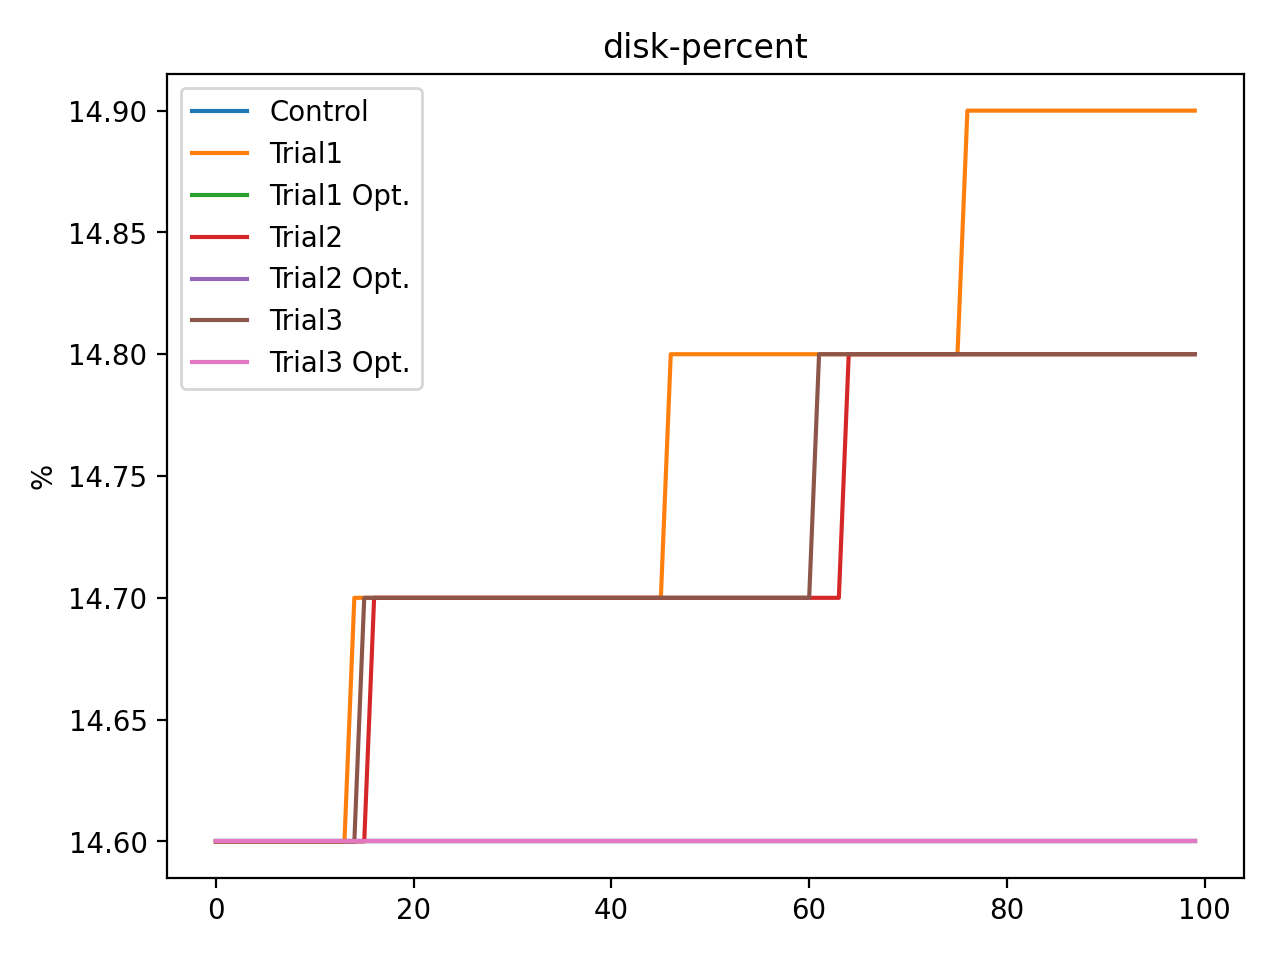 disk-percent
Control
Trial1
Trial1 Opt.
Trial2
Trial2 Opt.
Trial3
Trial3 Opt.
%
14.90
14.85
14.80
14.75
14.70
14.65
14.60
0 20 40 60 80 100